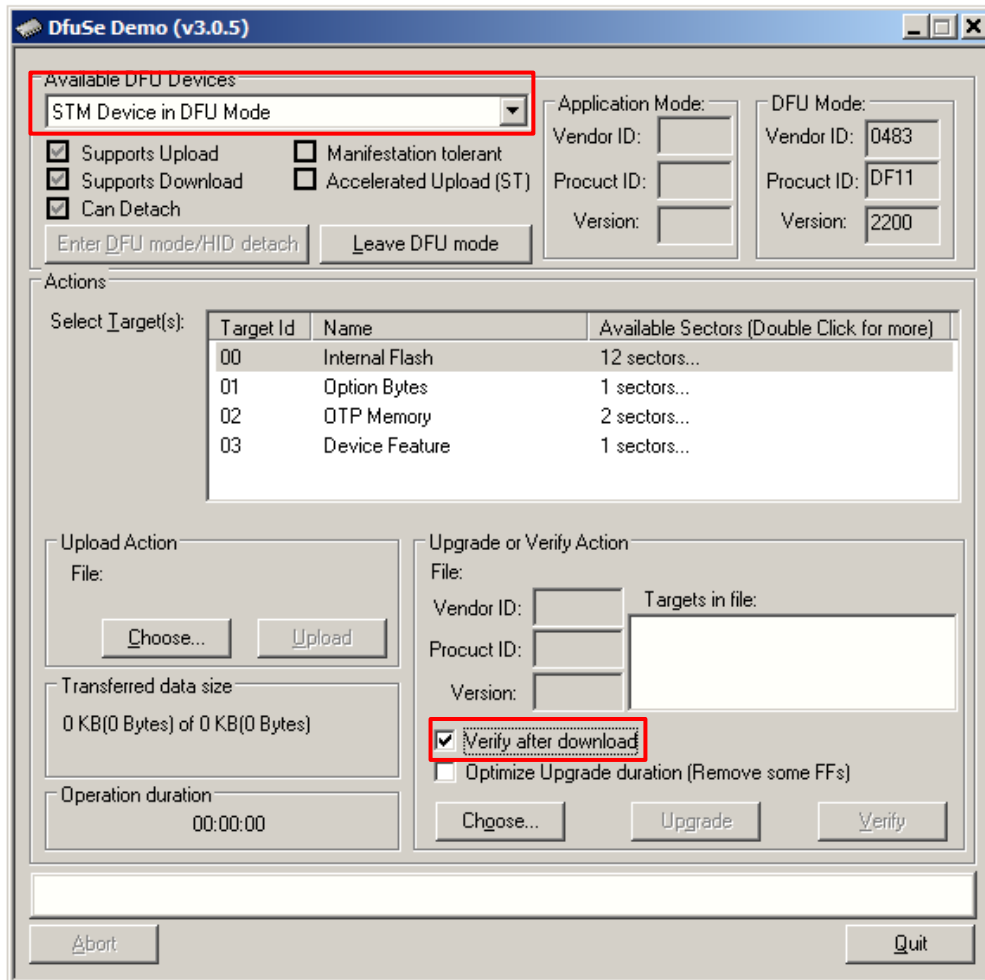 DfuSe Demo (v3.0.5)
Available DFU Devices
STM Device in DFU Mode
Supports Upload
Manifestation tolerant
Supports Download
Accelerated Upload (ST)
Can Detach
Enter DFU mode/HID detach
Leave DFU mode
Application Mode:
Vendor ID:
Procuct ID:
Version:
DFU Mode:
Vendor ID: 0483
Procuct ID: DF11
Version: 2200
Actions
Select Target(s):
Target Id Name Available Sectors (Double Click for more)
00 Internal Flash 12 sectors...
01 Option Bytes 1 sectors...
02 OTP Memory 2 sectors...
03 Device Feature 1 sectors...
Upload Action
File:
Choose... Upload
Transferred data size
0 KB(0 Bytes) of 0 KB(0 Bytes)
Operation duration
00:00:00
Upgrade or Verify Action
File:
Vendor ID:
Procuct ID:
Version:
Targets in file:
Verify after download
Optimize Upgrade duration (Remove some FFs)
Choose... Upgrade Verify
Abort Quit